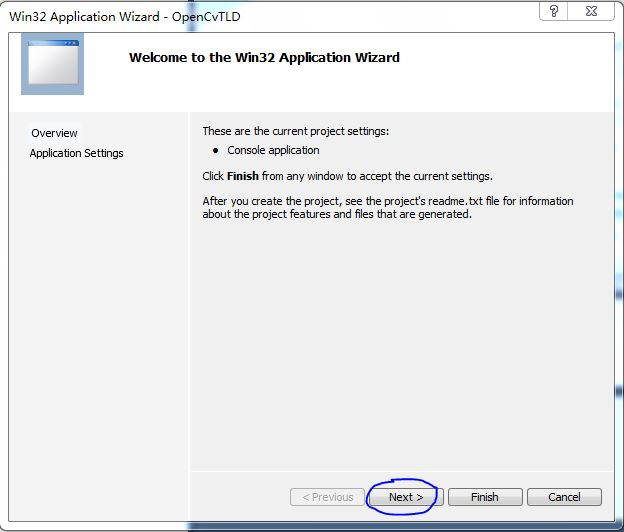 Win32 Application Wizard - OpenCvTLD
Welcome to the Win32 Application Wizard
Overview
Application Settings
These are the current project settings:
● Console application
Click Finish from any window to accept the current settings.
After you create the project, see the project's readme.txt file for information
about the project features and files that are generated.
< Previous
Next >
Finish
Cancel